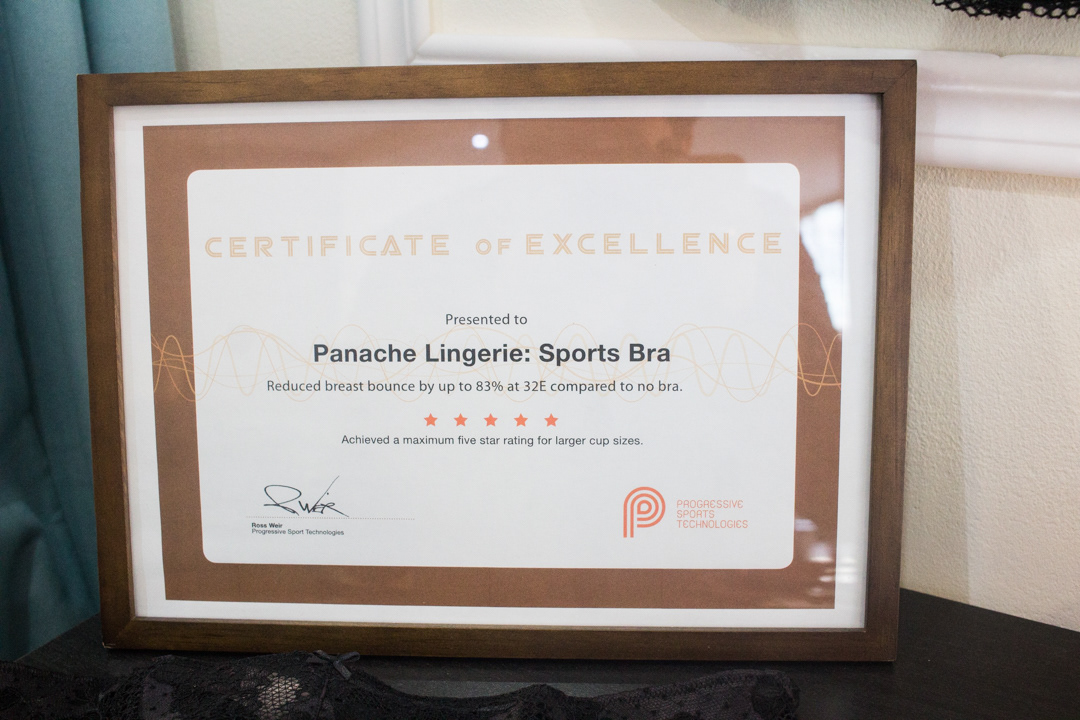 CERTIFICATE OF EXCELLENCE
Presented to
Panache Lingerie: Sports Bra
Reduced breast bounce by up to 83% at 32E compared to no bra.
Achieved a maximum five star rating for larger cup sizes.
R Weir
Ross Weir
Progressive Sport Technologies
PROGRESSIVE
SPORTS
TECHNOLOGIES